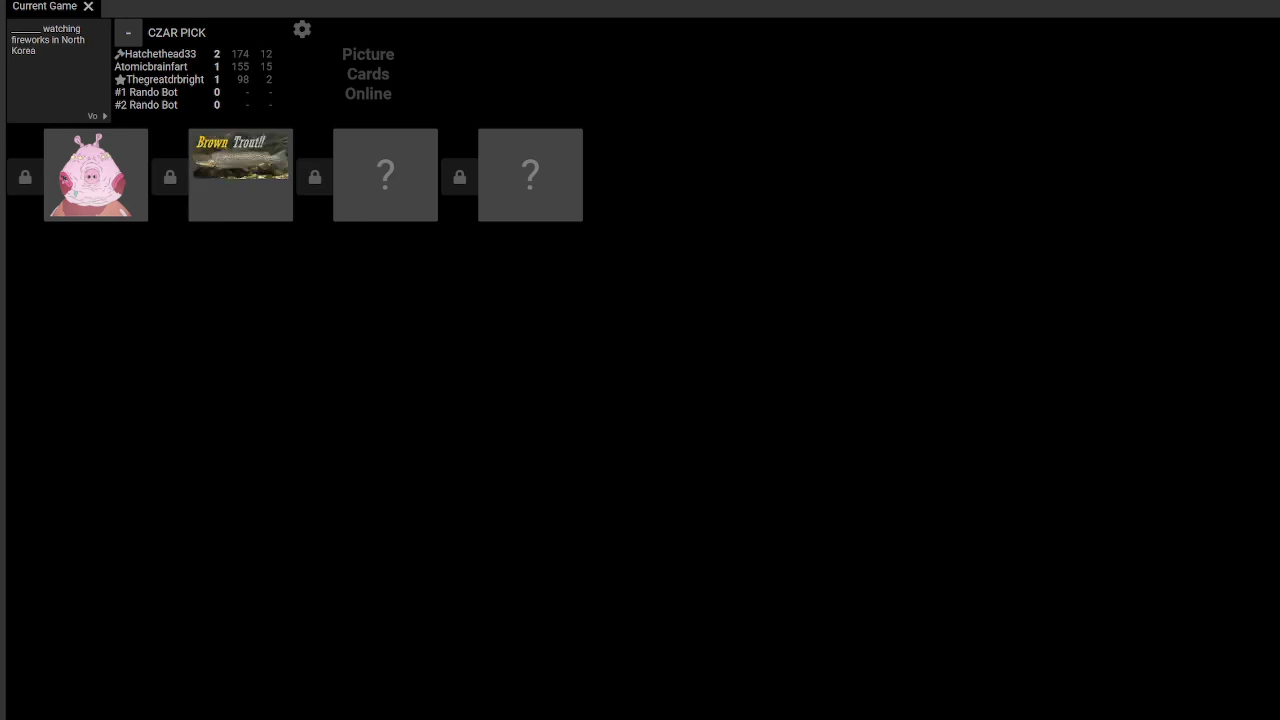 Current Game
______ watching
fireworks in North
Korea
Vo
- CZAR PICK
Hatchethead33 2 174 12
Atomicbrainfart 1 155 15
Thegreatdrbright 1 98 2
#1 Rando Bot 0 - -
#2 Rando Bot 0 - -
Picture
Cards
Online
Brown Trout!!
?
?